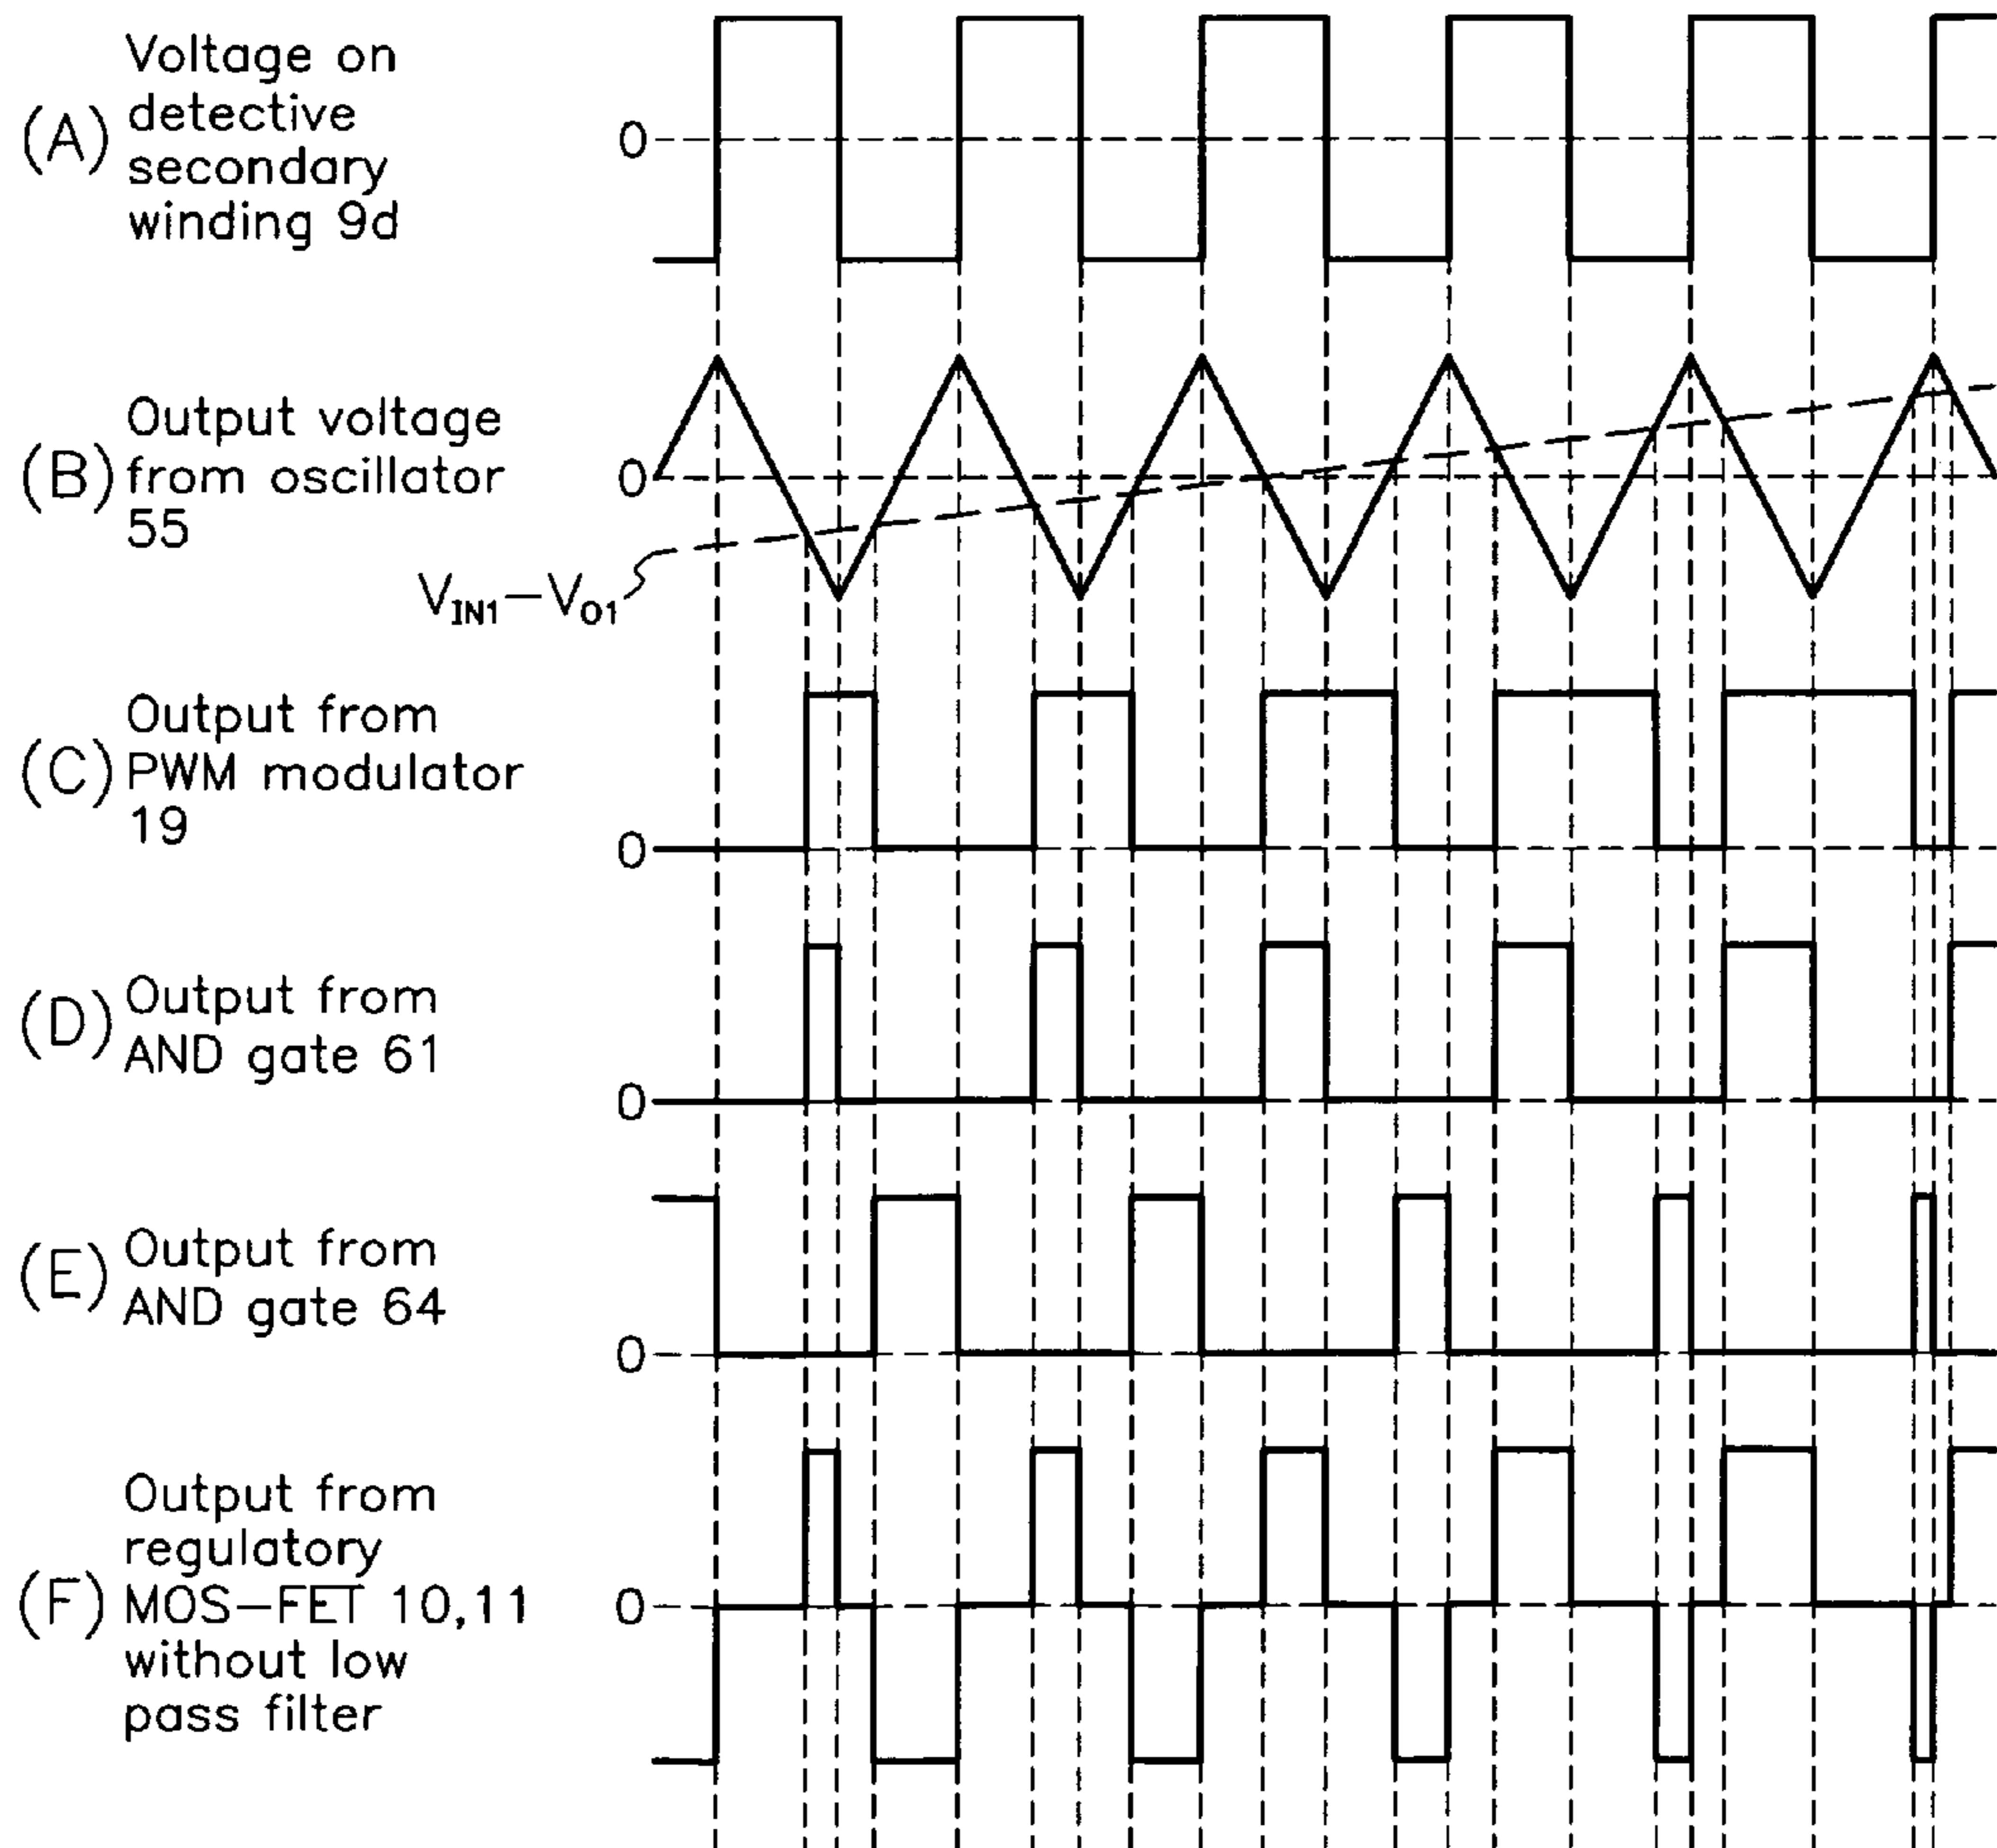 (A) Voltage on
detective
secondary
winding 9d
0
(B) Output voltage
from oscillator
55
0
VIN1−VO1
(C) Output from
PWM modulator
19
0
(D) Output from
AND gate 61
0
(E) Output from
AND gate 64
0
(F) Output from
regulatory
MOS−FET 10,11
without low
pass filter
0